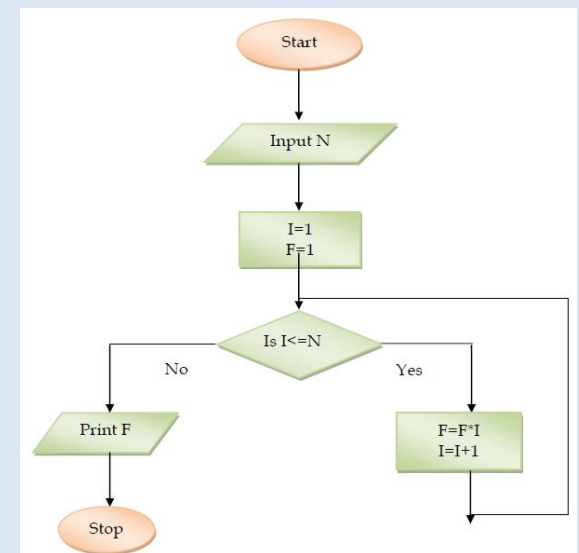 Start
Input N
I=1
F=1
Is I<=N
No
Yes
Print F
F=F*I
I=I+1
Stop